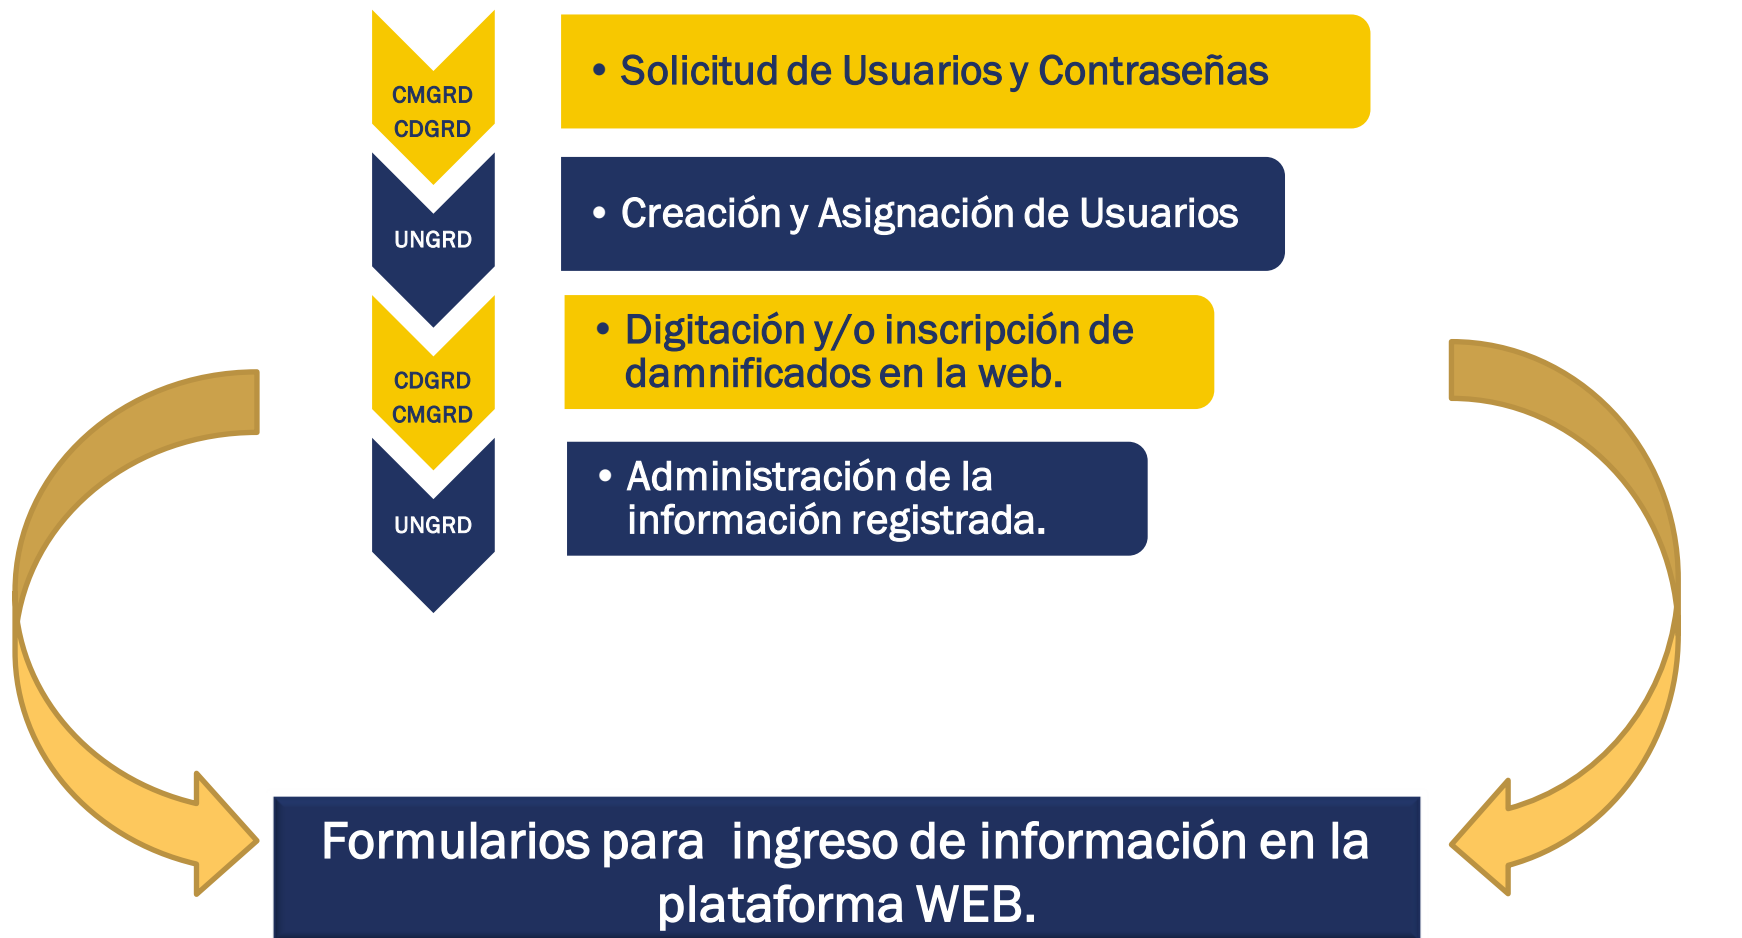 CMGRD
CDGRD
• Solicitud de Usuarios y Contraseñas
UNGRD
• Creación y Asignación de Usuarios
CDGRD
CMGRD
• Digitación y/o inscripción de
damnificados en la web.
UNGRD
• Administración de la
información registrada.
Formularios para  ingreso de información en la
plataforma WEB.